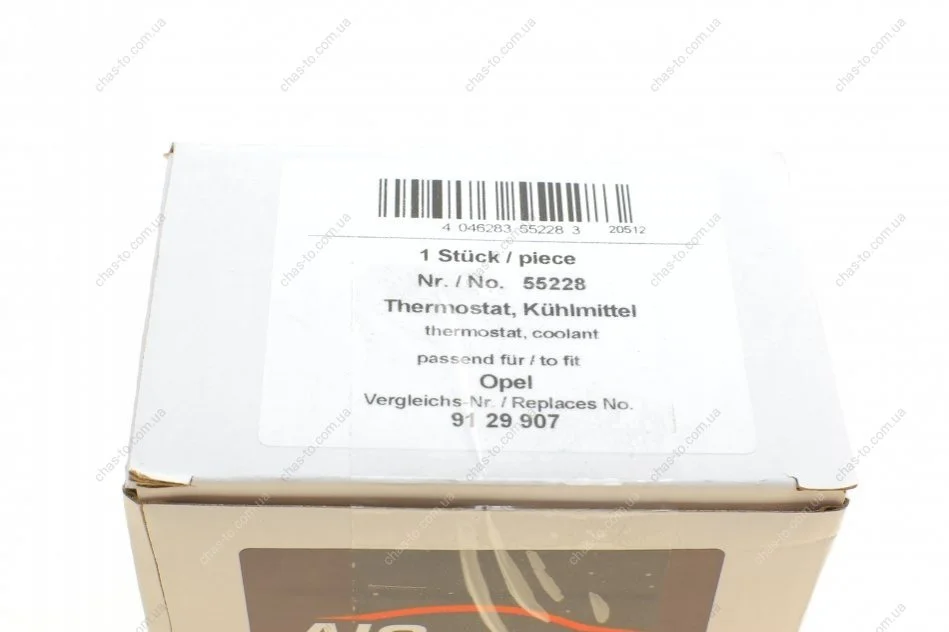 4 046283 55228 3 20512
1 Stück / piece
Nr. / No. 55228
Thermostat, Kühlmittel
thermostat, coolant
passend für / to fit
Opel
Vergleichs-Nr. / Replaces No.
91 29 907
AIC
chas-to.com.ua